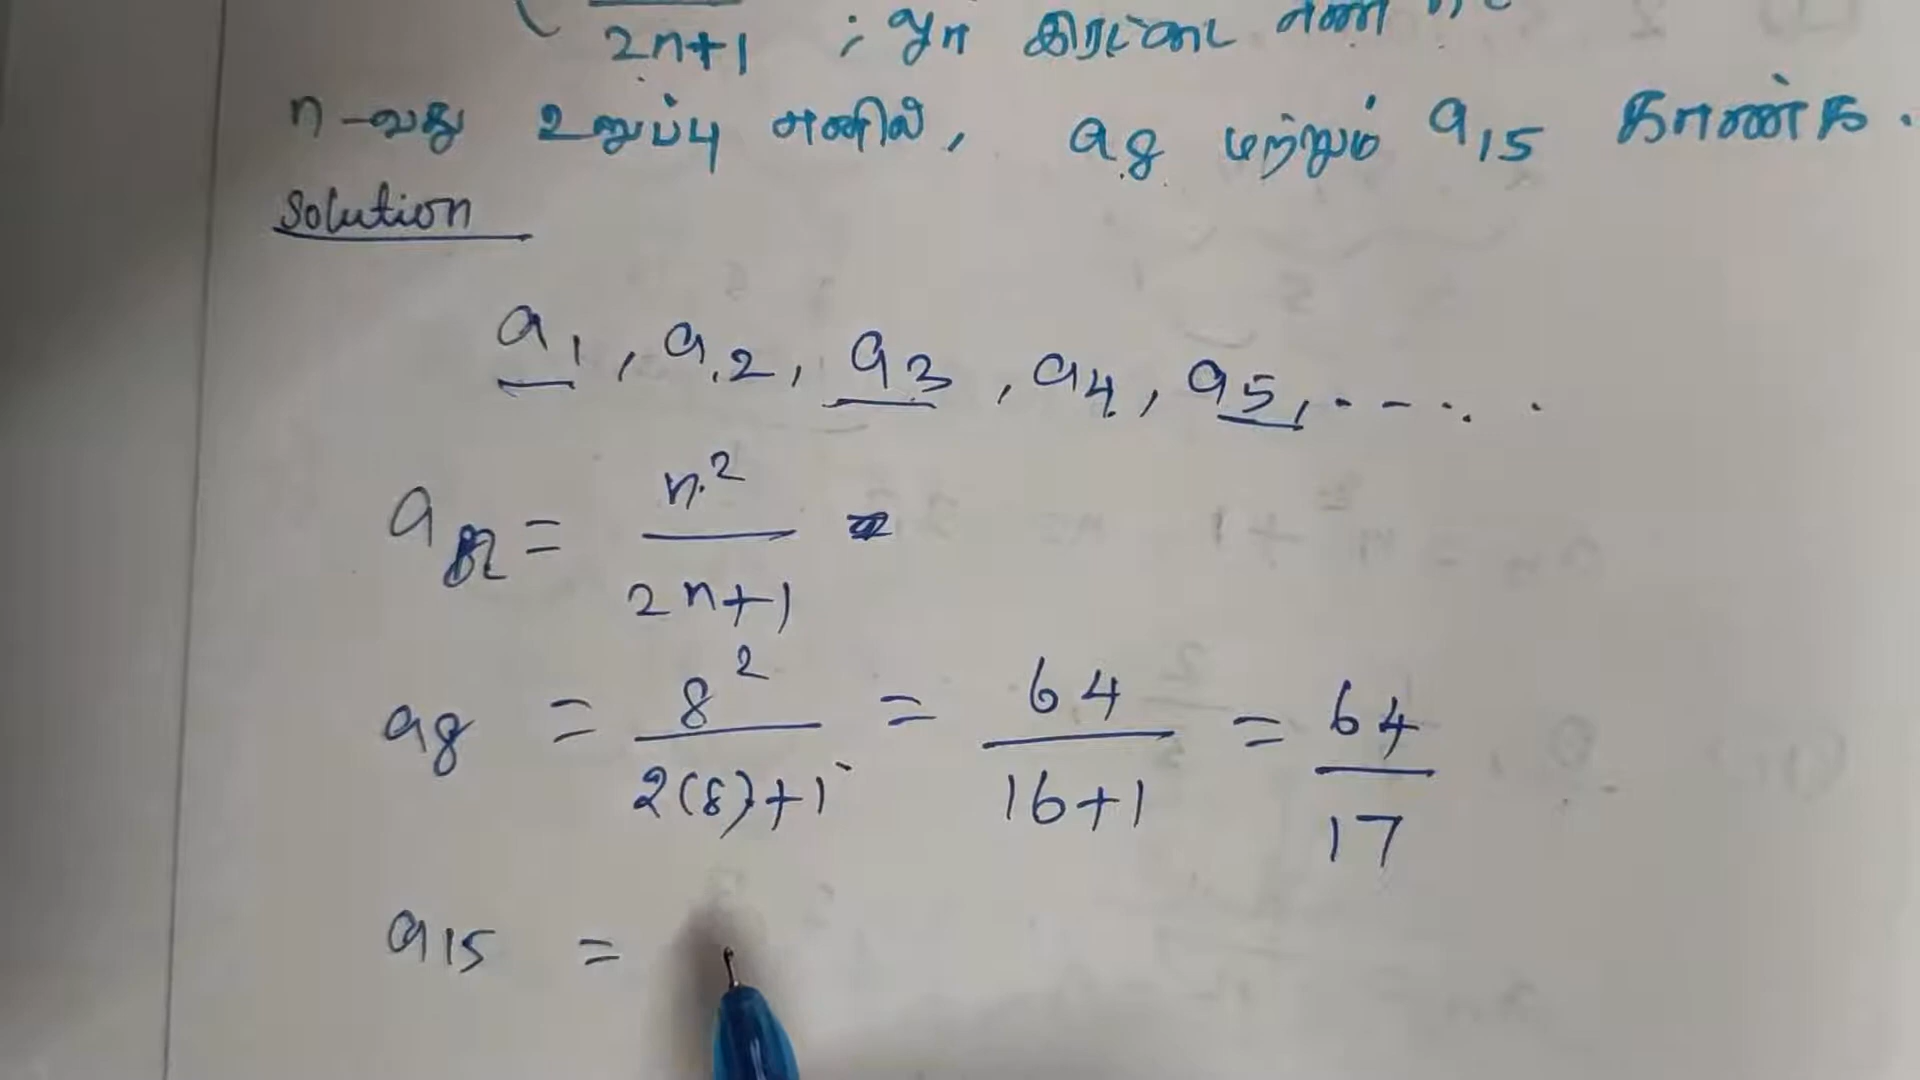 2n+1 ; n இரட்டை எண்
n-வது உறுப்பு எனில், a₈ மற்றும் a₁₅ காண்க.
Solution
a₁, a₂, a₃, a₄, a₅, .....
aₙ = n²/2n+1
a₈ = 8²/2(8)+1 = 64/16+1 = 64/17
a₁₅ =